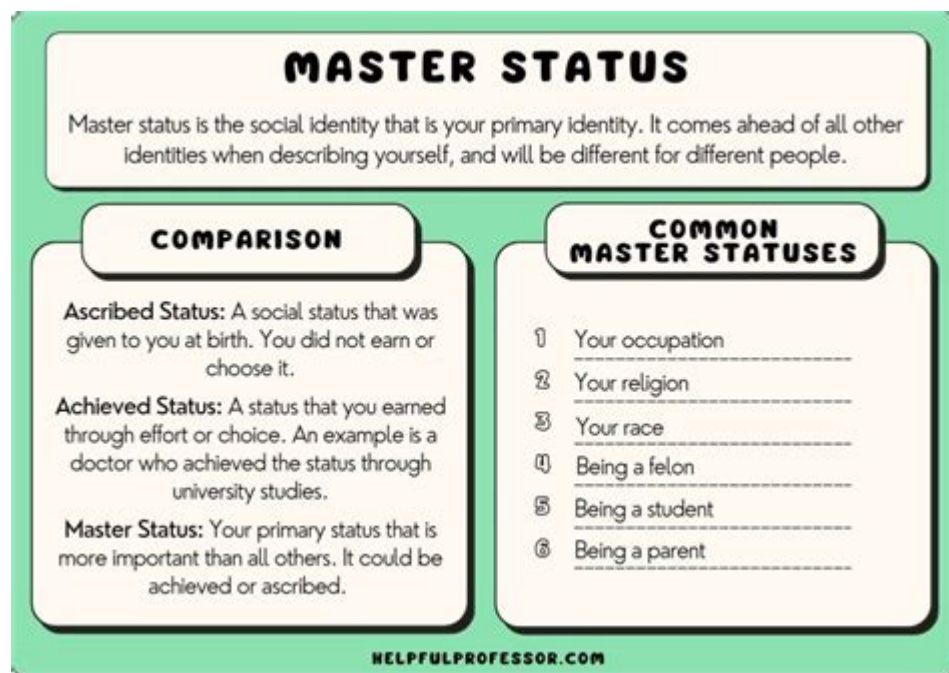 MASTER STATUS
Master status is the social identity that is your primary identity. It comes ahead of all other
identities when describing yourself, and will be different for different people.
COMPARISON
Ascribed Status: A social status that was
given to you at birth. You did not earn or
choose it.
Achieved Status: A status that you earned
through effort or choice. An example is a
doctor who achieved the status through
university studies.
Master Status: Your primary status that is
more important than all others. It could be
achieved or ascribed.
COMMON
MASTER STATUSES
1 Your occupation
2 Your religion
3 Your race
4 Being a felon
5 Being a student
6 Being a parent
HELPFULPROFESSOR.COM